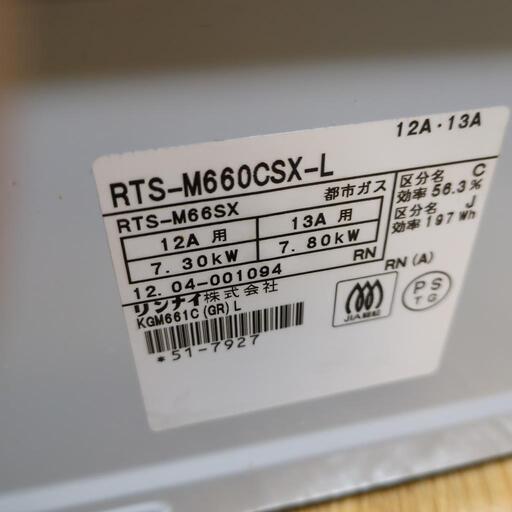 12A・13A
RTS-M660CSX-L
RTS-M66SX 都市ガス
12A 用 13A 用
7.30kW 7.80kW
区分名 C
効率 56.3%
区分名 J
効率 197Wh
12.04-001094 RN
RN (A)
リンナイ株式会社
KGM661C(GR)L
*51-7927
JIA認証
PS
TG